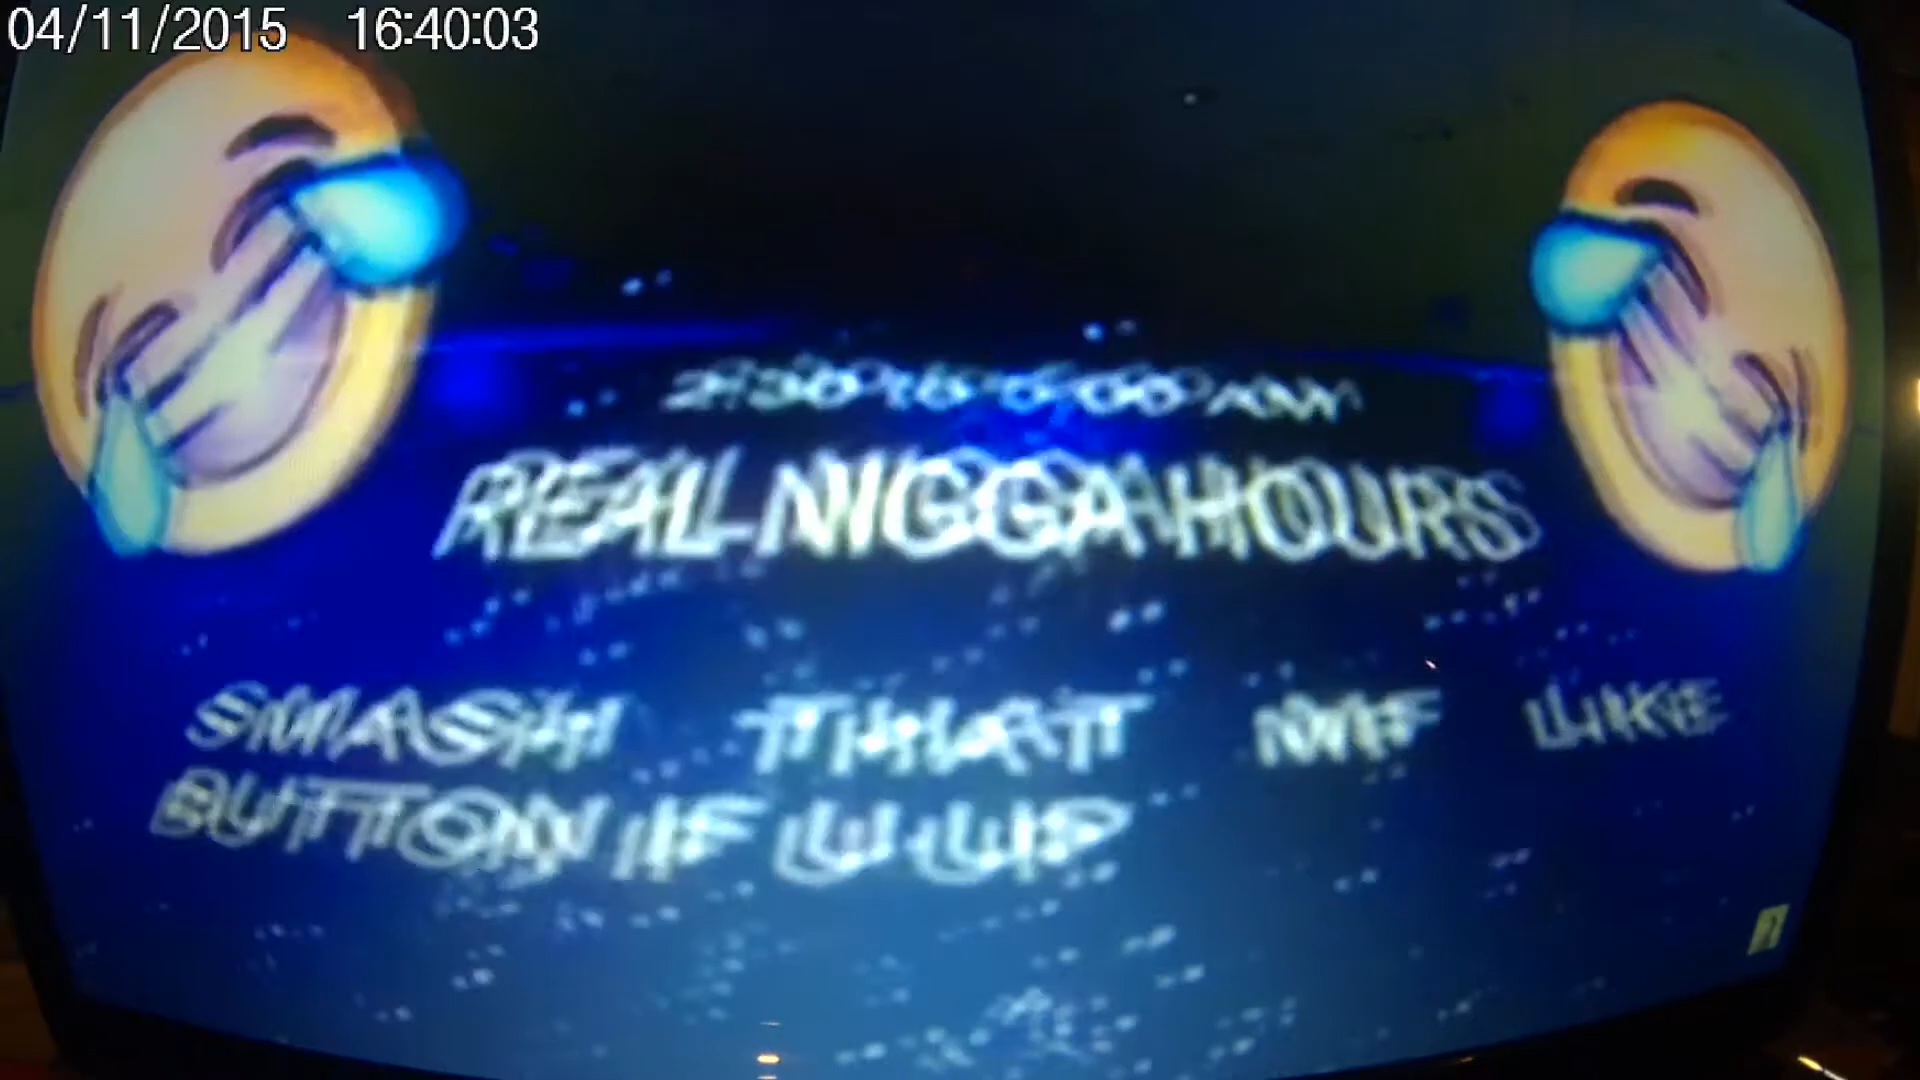 04/11/2015 16:40:03
REAL NIGGA HOURS
SMASH THAT MF LIKE
BUTTON IF U UP